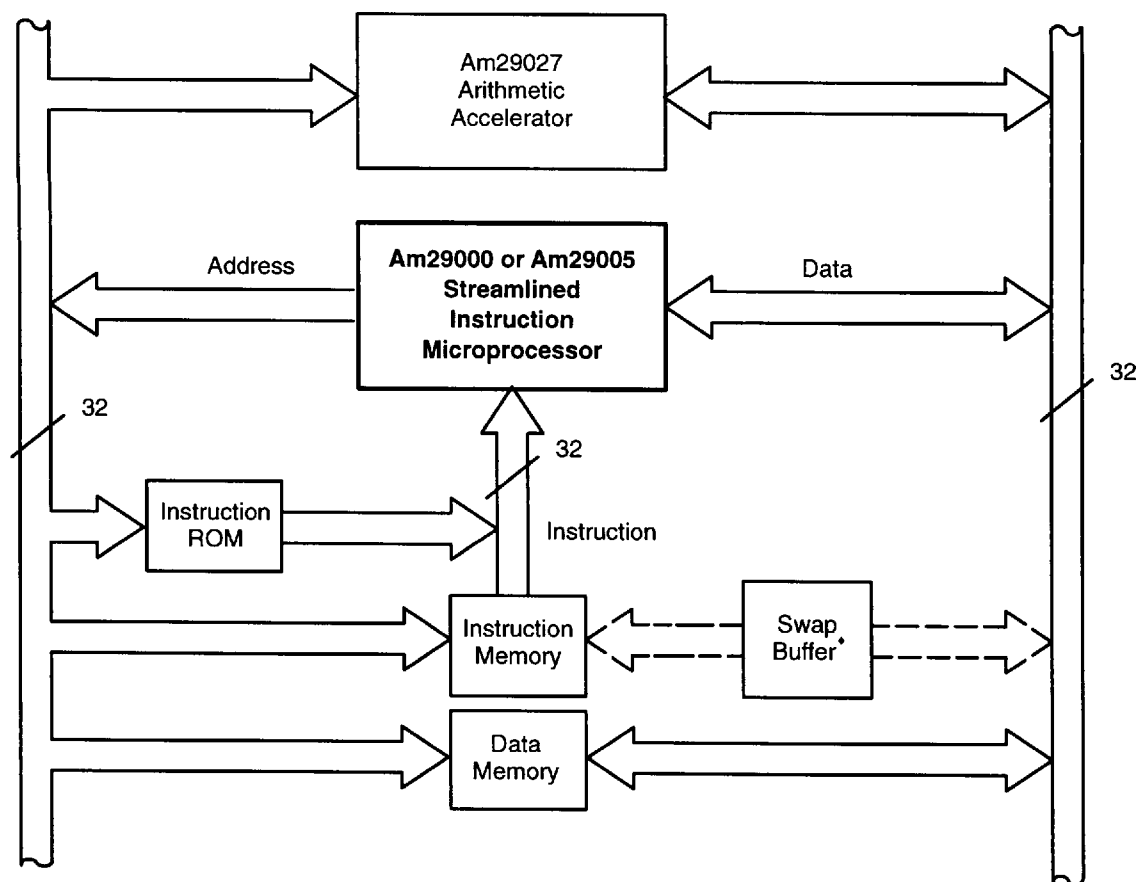 Am29027
Arithmetic
Accelerator
Address
Am29000 or Am29005
Streamlined
Instruction
Microprocessor
Data
32
32
32
Instruction
ROM
Instruction
Instruction
Memory
Swap
Buffer♦
Data
Memory